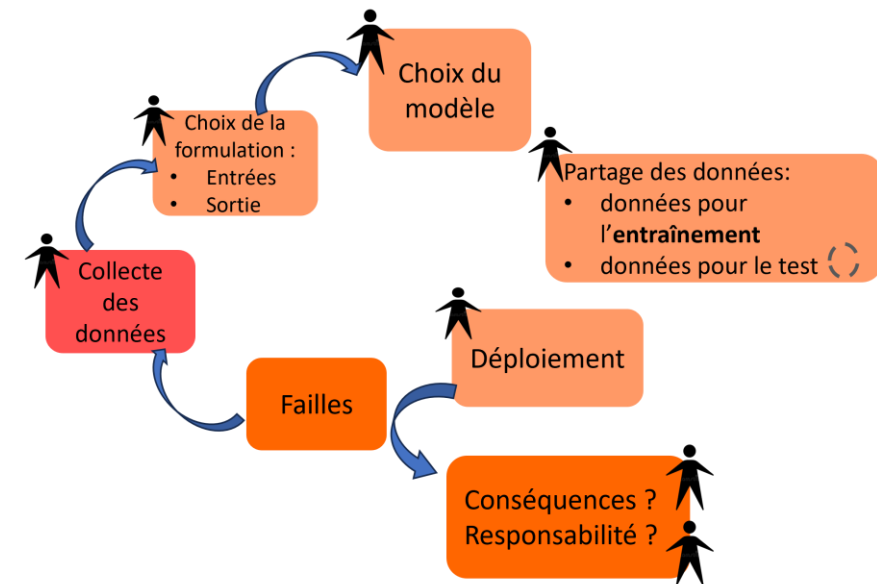 Choix du
modèle
Choix de la
formulation :
• Entrées
• Sortie
Partage des données:
• données pour
l'entraînement
• données pour le test
Collecte
des
données
Déploiement
Failles
Conséquences ?
Responsabilité ?